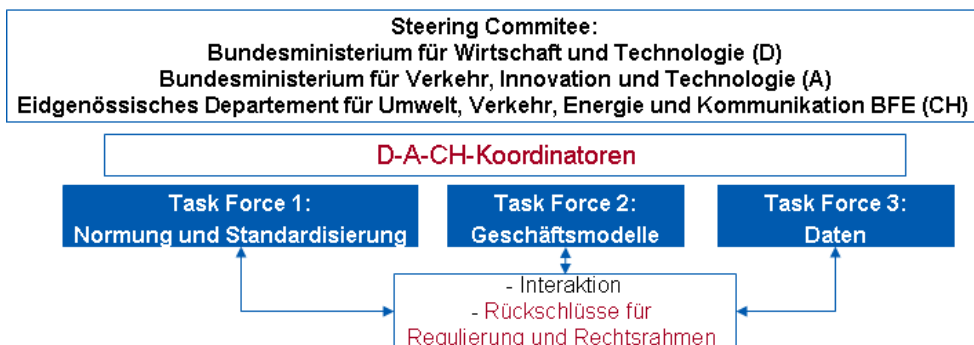 Steering Commitee:
Bundesministerium für Wirtschaft und Technologie (D)
Bundesministerium für Verkehr, Innovation und Technologie (A)
Eidgenössisches Departement für Umwelt, Verkehr, Energie und Kommunikation BFE (CH)
D-A-CH-Koordinatoren
Task Force 1:
Normung und Standardisierung
Task Force 2:
Geschäftsmodelle
Task Force 3:
Daten
- Interaktion
- Rückschlüsse für
Regulierung und Rechtsrahmen